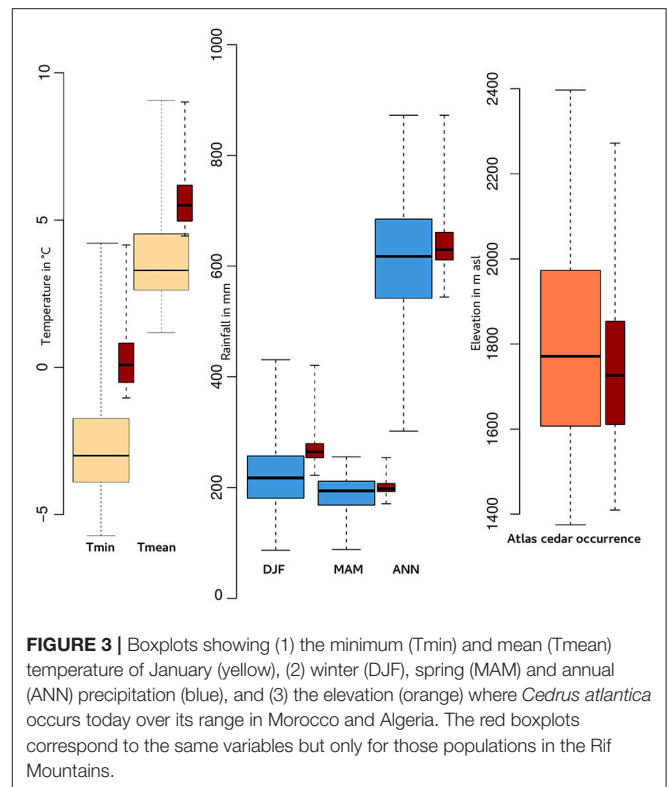 10
5
0
−5
Temperature in °C
Tmin Tmean
1000
800
600
400
200
0
Rainfall in mm
DJF MAM ANN
2400
2200
2000
1800
1600
1400
Elevation in m asl
Atlas cedar occurrence
FIGURE 3 | Boxplots showing (1) the minimum (Tmin) and mean (Tmean)
temperature of January (yellow), (2) winter (DJF), spring (MAM) and annual
(ANN) precipitation (blue), and (3) the elevation (orange) where Cedrus atlantica
occurs today over its range in Morocco and Algeria. The red boxplots
correspond to the same variables but only for those populations in the Rif
Mountains.